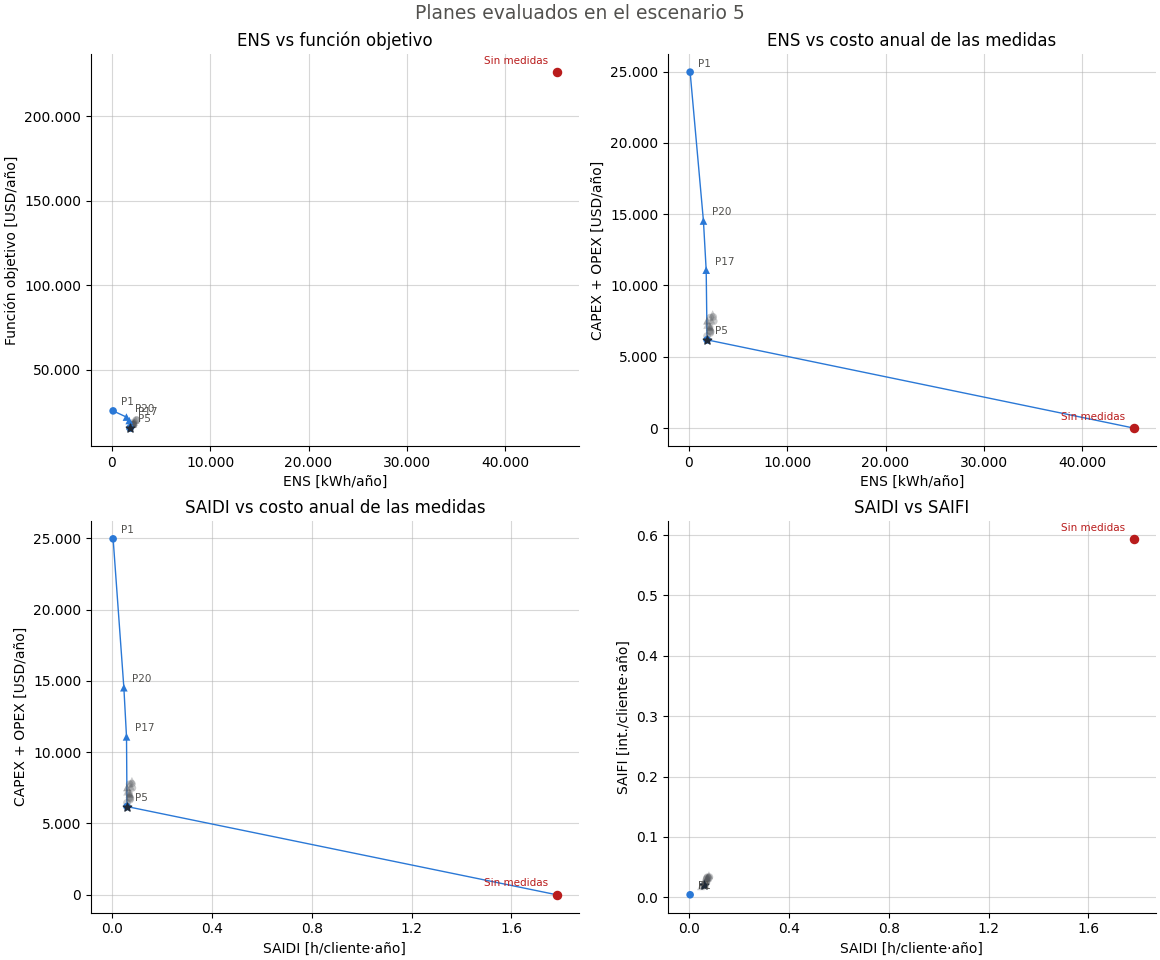 Planes evaluados en el escenario 5
ENS vs función objetivo
Sin medidas
200.000
150.000
100.000
50.000
Función objetivo [USD/año]
P1
P20
P17
P5
0
10.000
20.000
30.000
40.000
ENS [kWh/año]
ENS vs costo anual de las medidas
25.000
20.000
15.000
10.000
5.000
0
CAPEX + OPEX [USD/año]
P1
P20
P17
P5
Sin medidas
0
10.000
20.000
30.000
40.000
ENS [kWh/año]
SAIDI vs costo anual de las medidas
25.000
20.000
15.000
10.000
5.000
0
CAPEX + OPEX [USD/año]
P1
P20
P17
P5
Sin medidas
0.0
0.4
0.8
1.2
1.6
SAIDI [h/cliente·año]
SAIDI vs SAIFI
Sin medidas
0.6
0.5
0.4
0.3
0.2
0.1
0.0
SAIFI [int./cliente·año]
0.0
0.4
0.8
1.2
1.6
SAIDI [h/cliente·año]